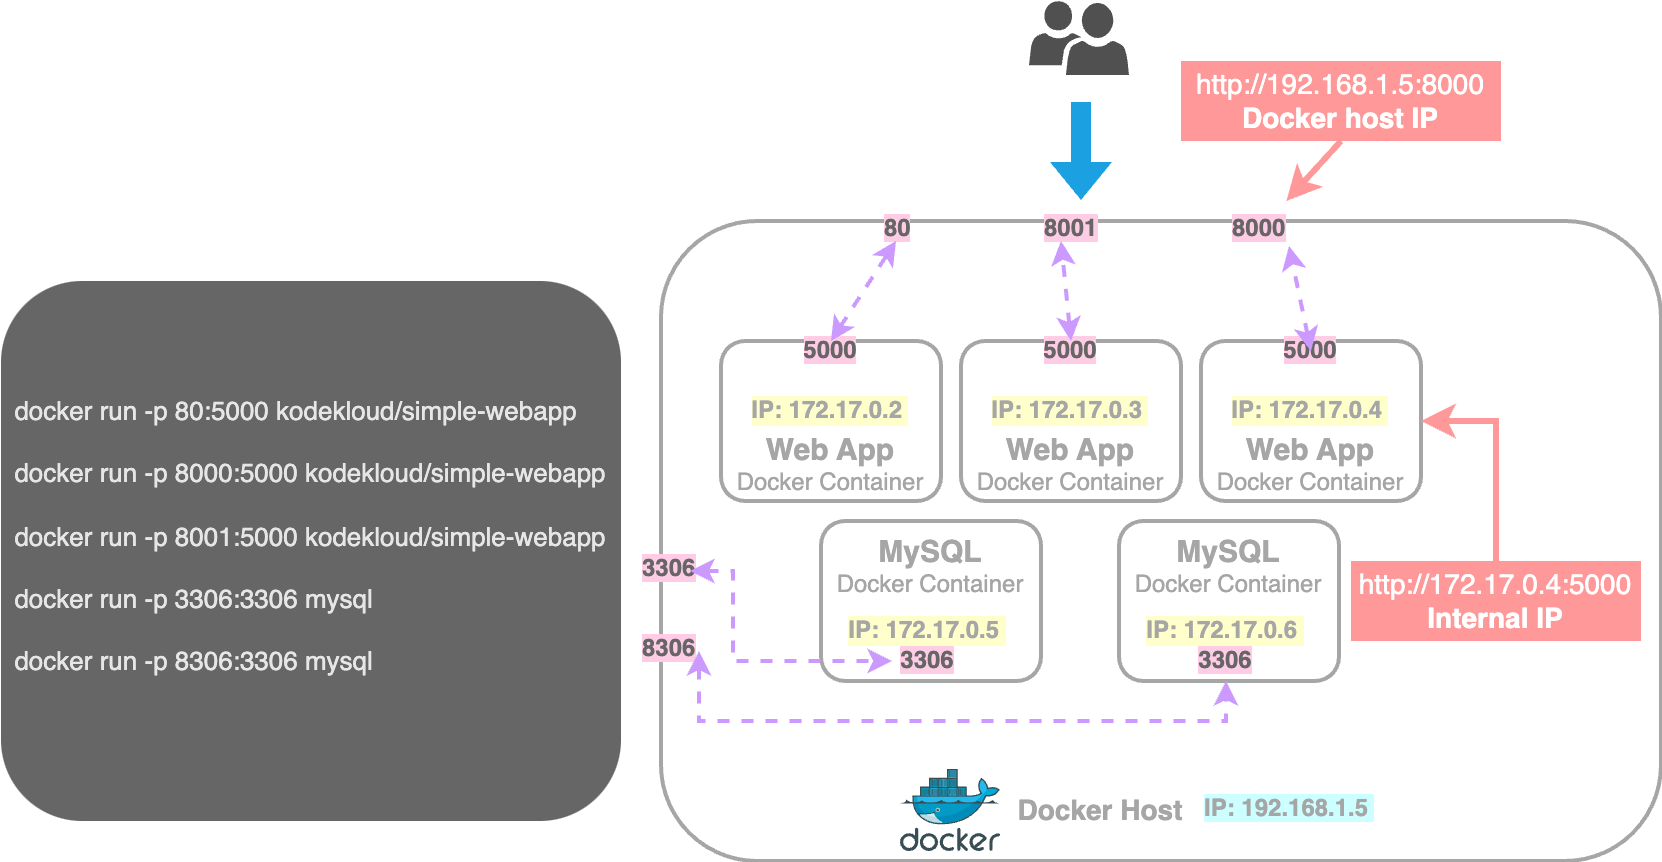 http://192.168.1.5:8000
Docker host IP
80
8001
8000
5000
5000
5000
IP: 172.17.0.2
Web App
Docker Container
IP: 172.17.0.3
Web App
Docker Container
IP: 172.17.0.4
Web App
Docker Container
docker run -p 80:5000 kodekloud/simple-webapp
docker run -p 8000:5000 kodekloud/simple-webapp
docker run -p 8001:5000 kodekloud/simple-webapp
docker run -p 3306:3306 mysql
docker run -p 8306:3306 mysql
3306
8306
MySQL
Docker Container
IP: 172.17.0.5
3306
MySQL
Docker Container
IP: 172.17.0.6
3306
http://172.17.0.4:5000
Internal IP
docker
Docker Host
IP: 192.168.1.5